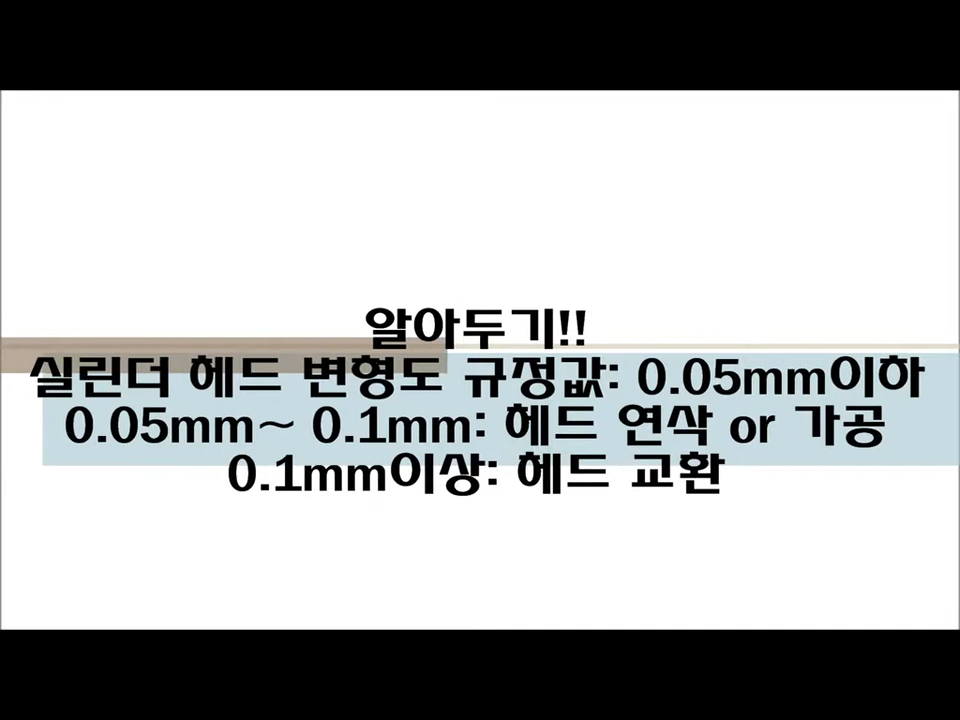 알아두기!!
실린더 헤드 변형도 규정값: 0.05mm이하
0.05mm~ 0.1mm: 헤드 연삭 or 가공
0.1mm이상: 헤드 교환